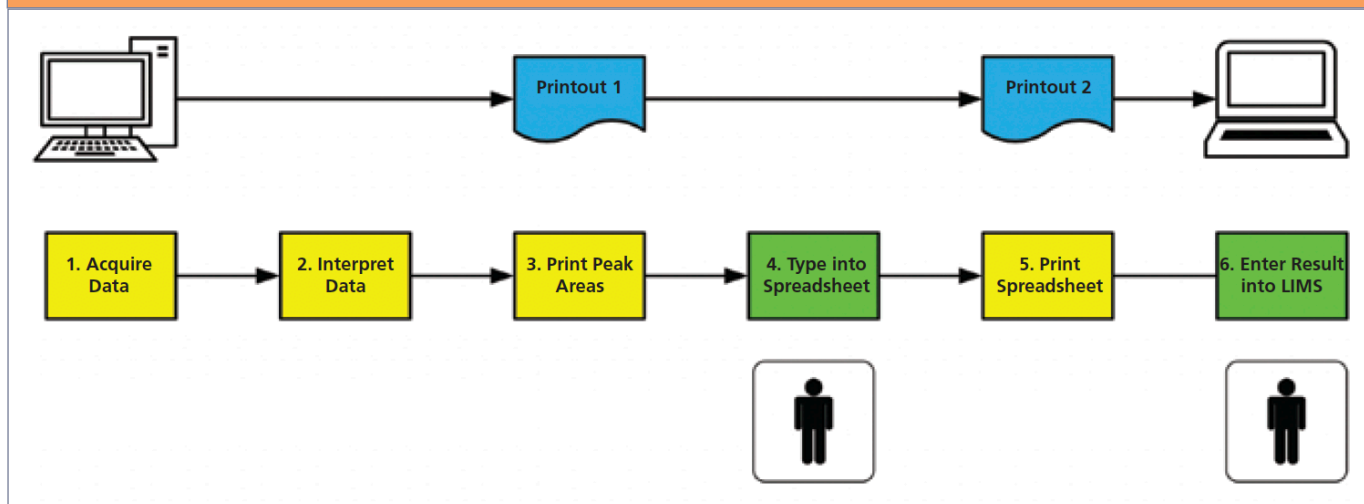 Printout 1
Printout 2
1. Acquire
Data
2. Interpret
Data
3. Print Peak
Areas
4. Type into
Spreadsheet
5. Print
Spreadsheet
6. Enter Result
into LIMS